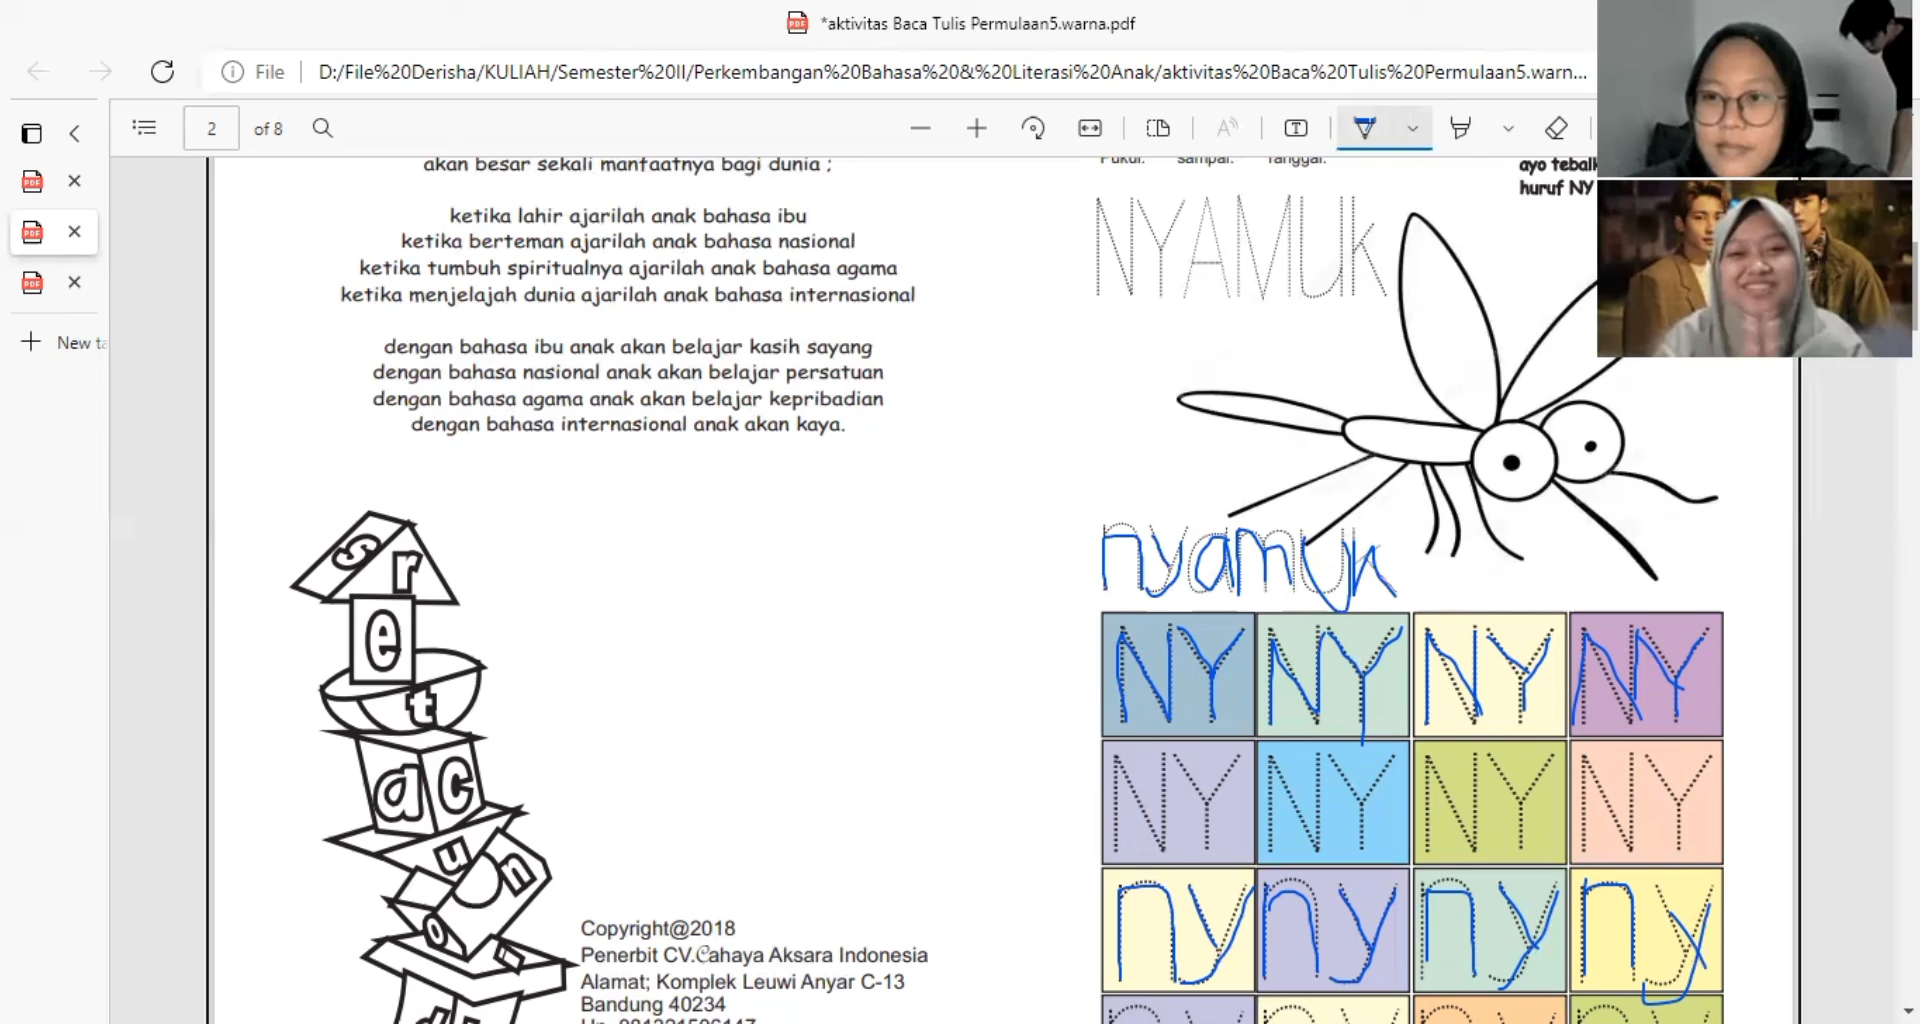 *aktivitas Baca Tulis Permulaan5.warna.pdf
File
D:/File%20Derisha/KULIAH/Semester%20II/Perkembangan%20Bahasa%20&%20Literasi%20Anak/aktivitas%20Baca%20Tulis%20Permulaan5.warn...
2 of 8
New ta
akan besar sekali manfaatnya bagi dunia ;
ketika lahir ajarilah anak bahasa ibu
ketika berteman ajarilah anak bahasa nasional
ketika tumbuh spiritualnya ajarilah anak bahasa agama
ketika menjelajah dunia ajarilah anak bahasa internasional
dengan bahasa ibu anak akan belajar kasih sayang
dengan bahasa nasional anak akan belajar persatuan
dengan bahasa agama anak akan belajar kepribadian
dengan bahasa internasional anak akan kaya.
s r
e
t
a c
u n
o i
Copyright@2018
Penerbit CV.Cahaya Aksara Indonesia
Alamat; Komplek Leuwi Anyar C-13
Bandung 40234
Pukul: sampai: Tanggal:
ayo tebalk
huruf NY
NYAMUk
nyamuk
NY NY NY NY
NY NY NY NY
ny ny ny ny